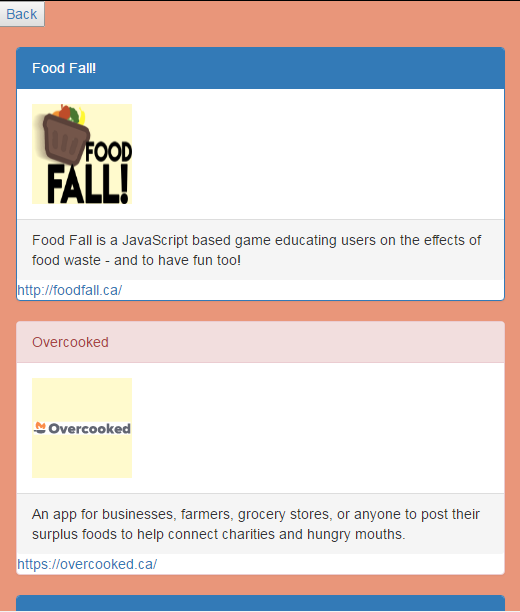 Back
Food Fall!
FOOD
FALL!
Food Fall is a JavaScript based game educating users on the effects of
food waste - and to have fun too!
http://foodfall.ca/
Overcooked
Overcooked
An app for businesses, farmers, grocery stores, or anyone to post their
surplus foods to help connect charities and hungry mouths.
https://overcooked.ca/